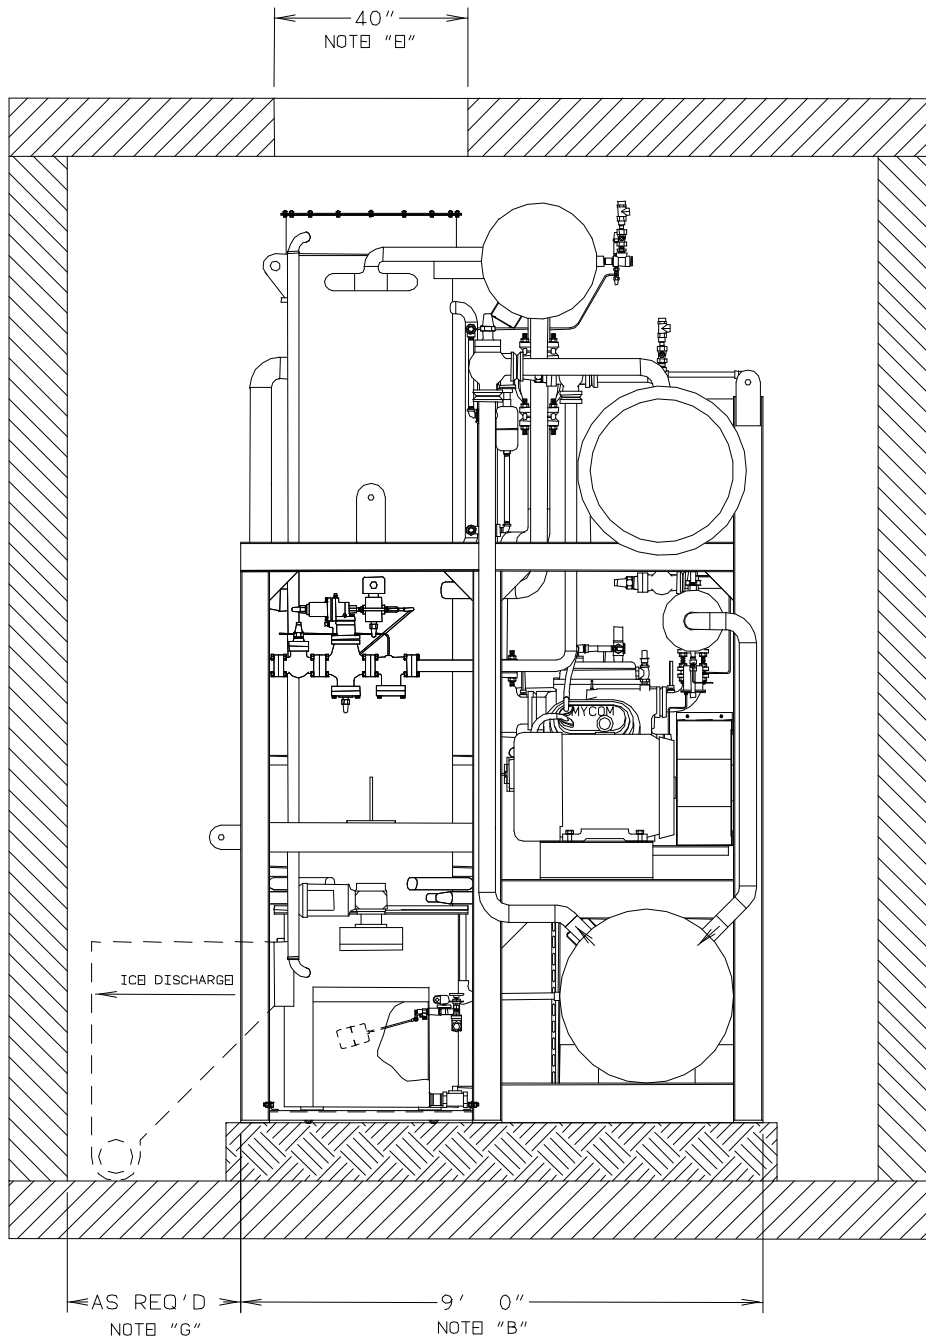 40"
NOTE "E"
MYCOM
ICE DISCHARGE
AS REQ'D
NOTE "G"
9' 0"
NOTE "B"